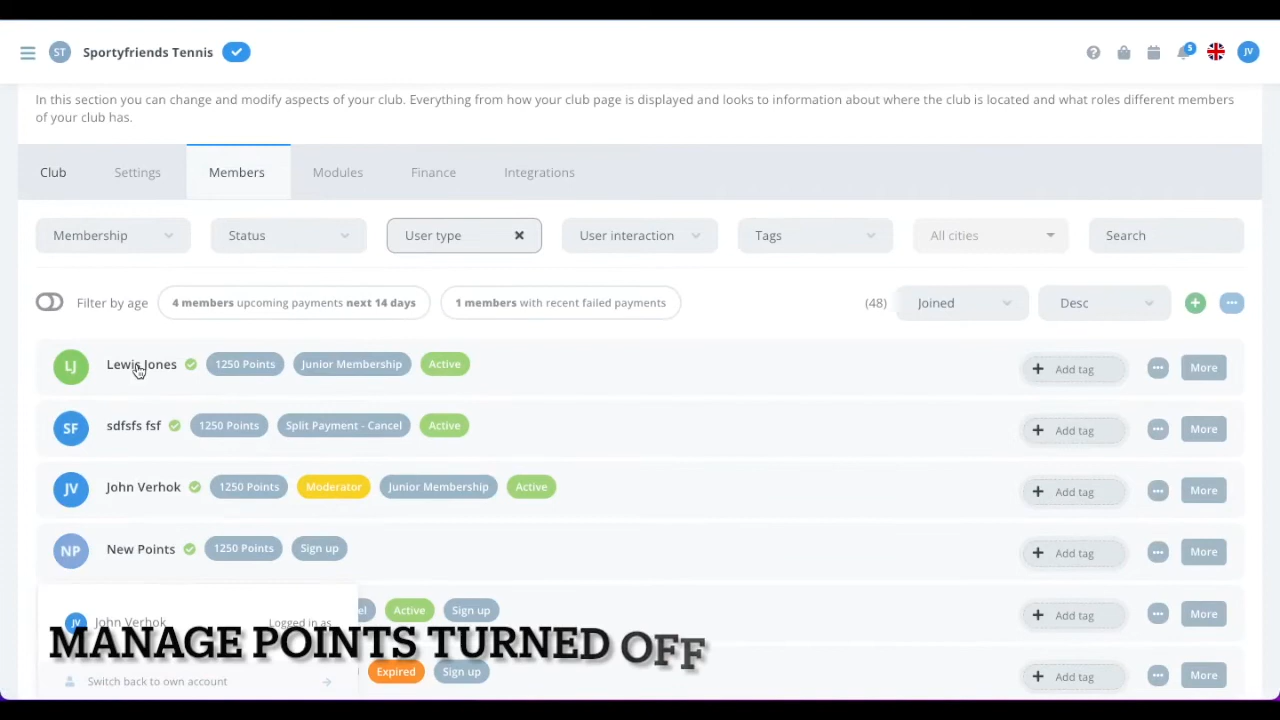 ST Sportyfriends Tennis 5 JV
In this section you can change and modify aspects of your club. Everything from how your club page is displayed and looks to information about where the club is located and what roles different members
of your club has.
Club Settings Members Modules Finance Integrations
Membership Status User type User interaction Tags All cities Search
Filter by age 4 members upcoming payments next 14 days 1 members with recent failed payments (48) Joined Desc
LJ Lewis Jones 1250 Points Junior Membership Active Add tag More
SF sdfsfs fsf 1250 Points Split Payment - Cancel Active Add tag More
JV John Verhok 1250 Points Moderator Junior Membership Active Add tag More
NP New Points 1250 Points Sign up Add tag More
Active Sign up Add tag More
JV John Verhok Logged in as
MANAGE POINTS TURNED OFF
Expired Sign up Add tag More
Switch back to own account